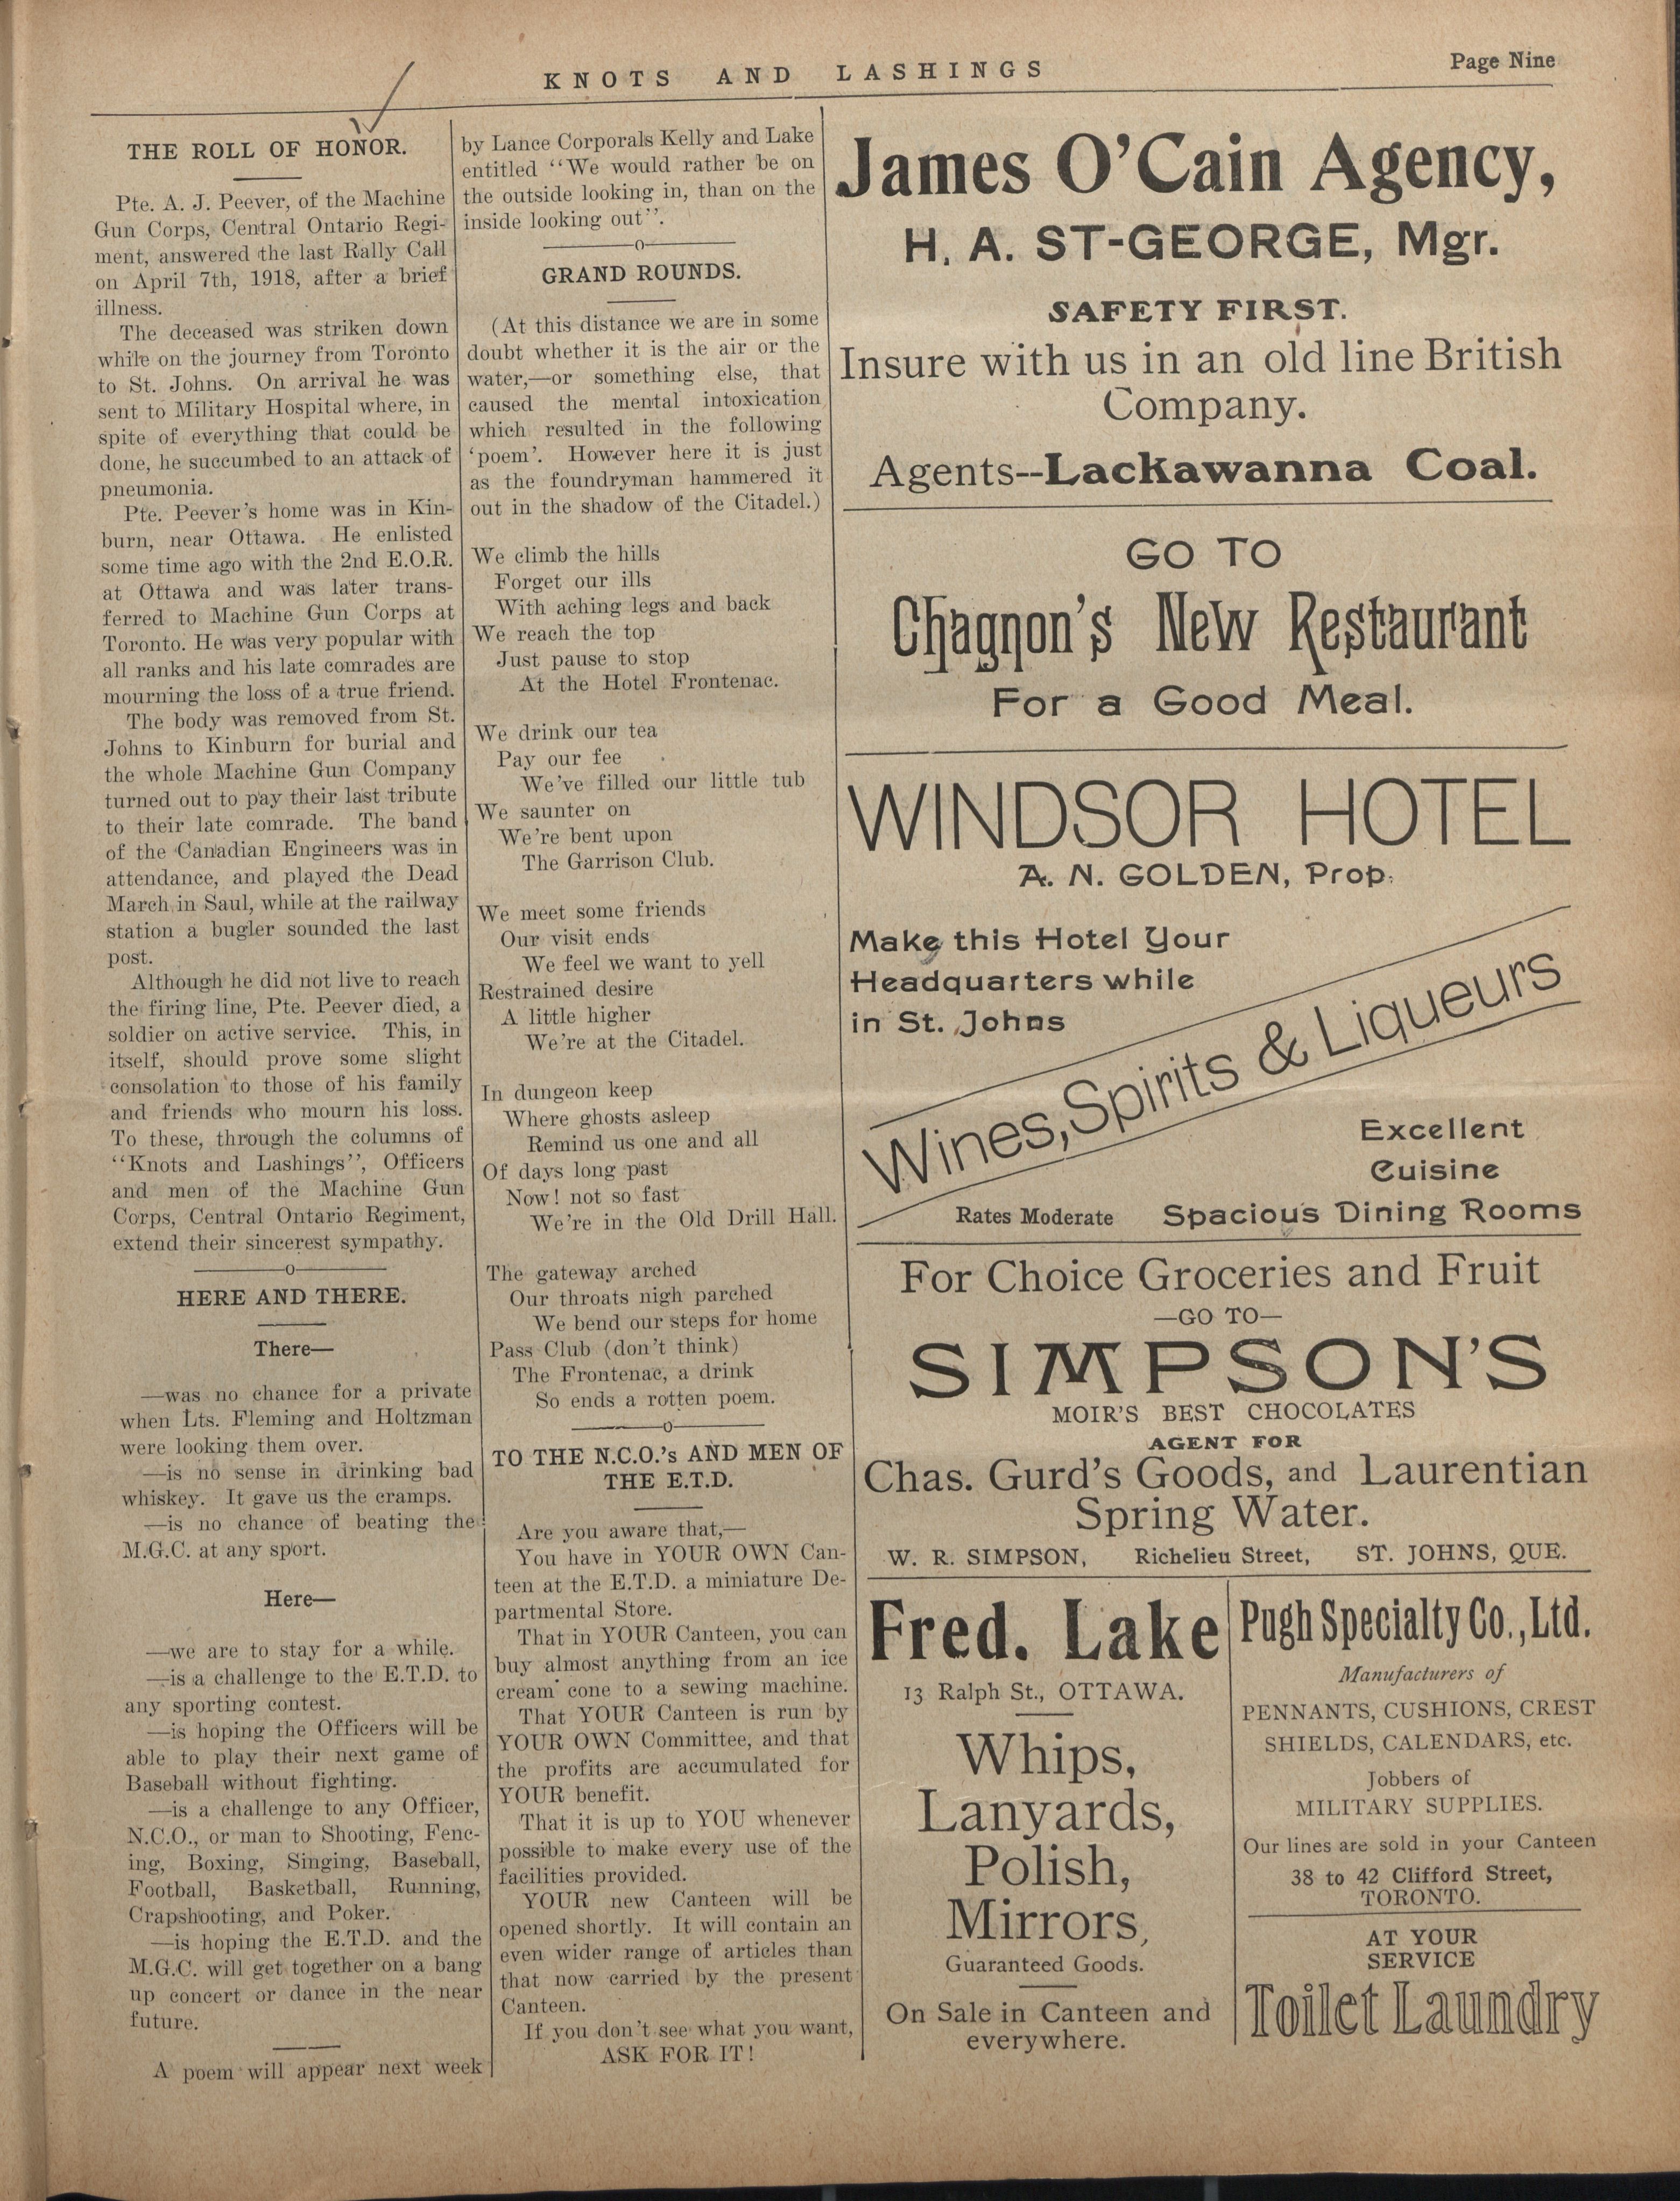 KNOTS AND LASHINGS
Page Nine
THE ROLL OF HONOR.
Pte. A. J. Peever, of the Machine
Gun Corps, Central Ontario Regi-
ment, answered the last Rally Call
on April 7th, 1918, after a brief
illness.
The deceased was striken down
while on the journey from Toronto
to St. Johns. On arrival he was
sent to Military Hospital where, in
spite of everything that could be
done, he succumbed to an attack of
pneumonia.
Pte. Peever's home was in Kin-
burn, near Ottawa. He enlisted
some time ago with the 2nd E.O.R.
at Ottawa and was later trans-
ferred to Machine Gun Corps at
Toronto. He was very popular with
all ranks and his late comrades are
mourning the loss of a true friend.
The body was removed from St.
Johns to Kinburn for burial and
the whole Machine Gun Company
turned out to pay their last tribute
to their late comrade. The band
of the Canadian Engineers was in
attendance, and played the Dead
March in Saul, while at the railway
station a bugler sounded the last
post.
Although he did not live to reach
the firing line, Pte. Peever died, a
soldier on active service. This, in
itself, should prove some slight
consolation to those of his family
and friends who mourn his loss.
To these, through the columns of
"Knots and Lashings", Officers
and men of the Machine Gun
Corps, Central Ontario Regiment,
extend their sincerest sympathy.
HERE AND THERE.
There—
—was no chance for a private
when Lts. Fleming and Holtzman
were looking them over.
—is no sense in drinking bad
whiskey. It gave us the cramps.
—is no chance of beating the
M.G.C. at any sport.
Here—
—we are to stay for a while.
—is a challenge to the E.T.D. to
any sporting contest.
—is hoping the Officers will be
able to play their next game of
Baseball without fighting.
—is a challenge to any Officer,
N.C.O., or man to Shooting, Fenc-
ing, Boxing, Singing, Baseball,
Football, Basketball, Running,
Crapshooting, and Poker.
—is hoping the E.T.D. and the
M.G.C. will get together on a bang
up concert or dance in the near
future.
A poem will appear next week
by Lance Corporals Kelly and Lake
entitled "We would rather be on
the outside looking in, than on the
inside looking out".
GRAND ROUNDS.
(At this distance we are in some
doubt whether it is the air or the
water,—or something else, that
caused the mental intoxication
which resulted in the following
'poem'. However here it is just
as the foundryman hammered it
out in the shadow of the Citadel.)
We climb the hills
Forget our ills
With aching legs and back
We reach the top
Just pause to stop
At the Hotel Frontenac.
We drink our tea
Pay our fee
We've filled our little tub
We saunter on
We're bent upon
The Garrison Club.
We meet some friends
Our visit ends
We feel we want to yell
Restrained desire
A little higher
We're at the Citadel.
In dungeon keep
Where ghosts asleep
Remind us one and all
Of days long past
Now! not so fast
We're in the Old Drill Hall.
The gateway arched
Our throats nigh parched
We bend our steps for home
Pass Club (don't think)
The Frontenac, a drink
So ends a rotten poem.
TO THE N.C.O.'s AND MEN OF
THE E.T.D.
Are you aware that,—
You have in YOUR OWN Can-
teen at the E.T.D. a miniature De-
partmental Store.
That in YOUR Canteen, you can
buy almost anything from an ice
cream cone to a sewing machine.
That YOUR Canteen is run by
YOUR OWN Committee, and that
the profits are accumulated for
YOUR benefit.
That it is up to YOU whenever
possible to make every use of the
facilities provided.
YOUR new Canteen will be
opened shortly. It will contain an
even wider range of articles than
that now carried by the present
Canteen.
If you don't see what you want,
ASK FOR IT!
James O'Cain Agency,
H. A. ST-GEORGE, Mgr.
SAFETY FIRST.
Insure with us in an old line British
Company.
Agents--Lackawanna Coal.
GO TO
Chagnon's New Restaurant
For a Good Meal.
WINDSOR HOTEL
A. N. GOLDEN, Prop.
Make this Hotel Your
Headquarters while
in St. Johns
Wines, Spirits & Liqueurs
Excellent
Cuisine
Rates Moderate Spacious Dining Rooms
For Choice Groceries and Fruit
—GO TO—
SIMPSON'S
MOIR'S BEST CHOCOLATES
AGENT FOR
Chas. Gurd's Goods, and Laurentian
Spring Water.
W. R. SIMPSON, Richelieu Street, ST. JOHNS, QUE.
Fred. Lake
13 Ralph St., OTTAWA.
Whips,
Lanyards,
Polish,
Mirrors,
Guaranteed Goods.
On Sale in Canteen and
everywhere.
Pugh Specialty Co., Ltd.
Manufacturers of
PENNANTS, CUSHIONS, CREST
SHIELDS, CALENDARS, etc.
Jobbers of
MILITARY SUPPLIES.
Our lines are sold in your Canteen
38 to 42 Clifford Street,
TORONTO.
AT YOUR
SERVICE
Toilet Laundry